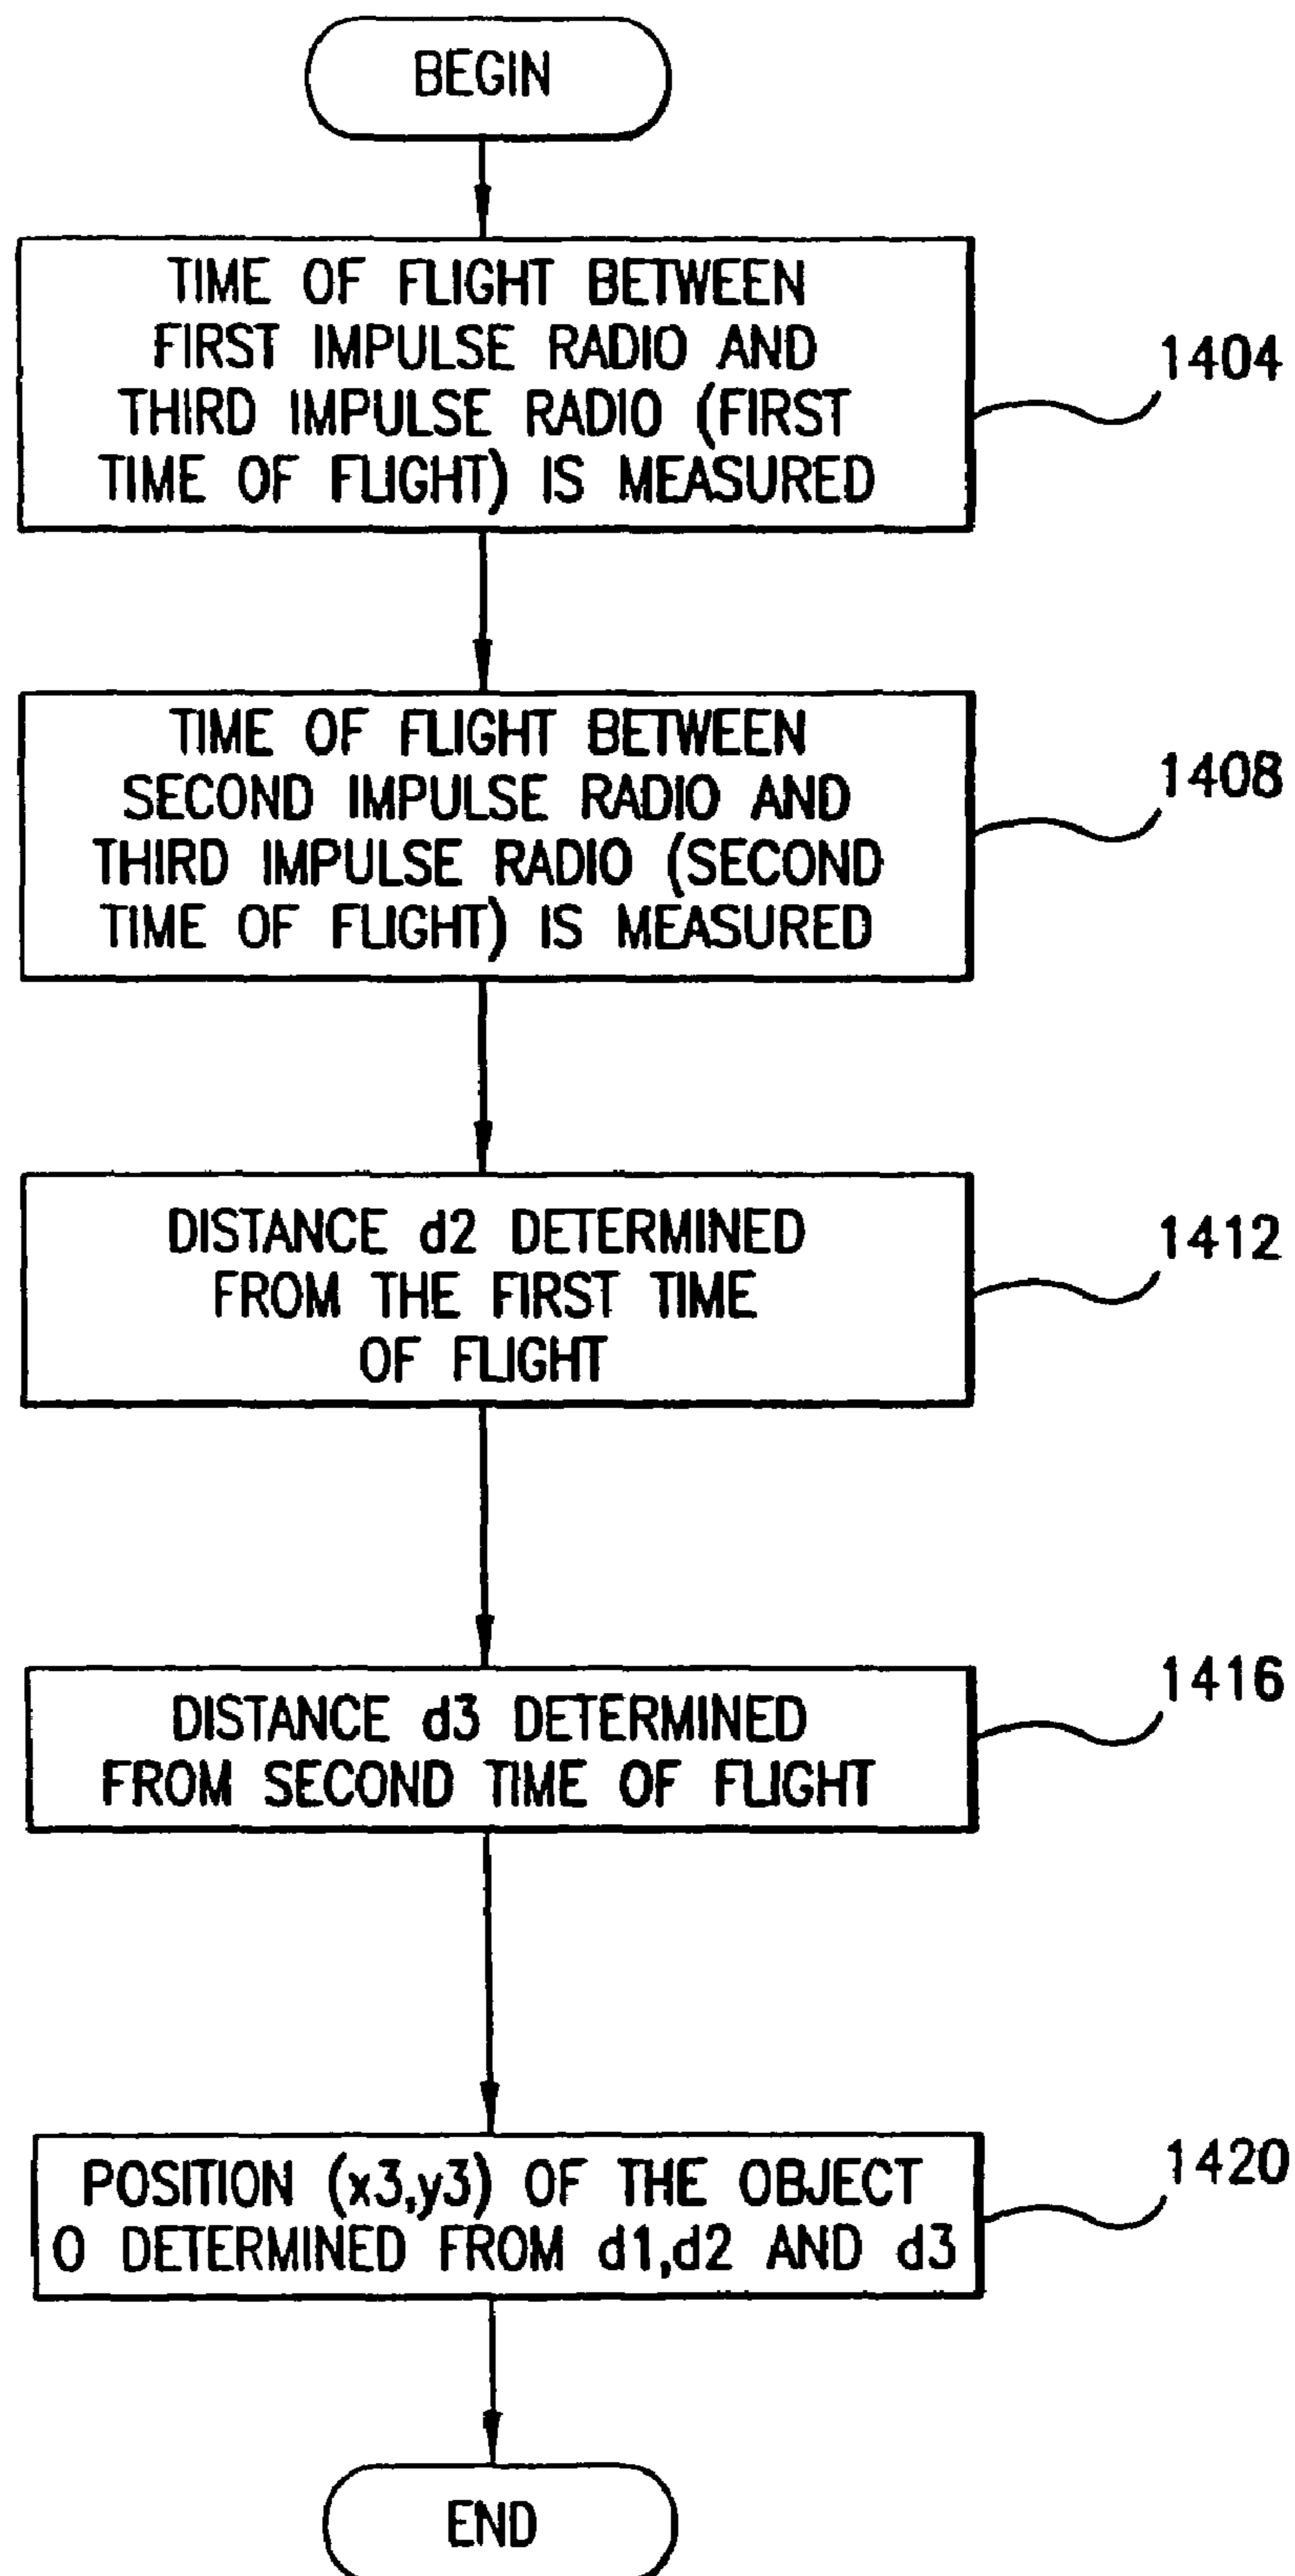 BEGIN
TIME OF FLIGHT BETWEEN
FIRST IMPULSE RADIO AND
THIRD IMPULSE RADIO (FIRST
TIME OF FLIGHT) IS MEASURED
1404
TIME OF FLIGHT BETWEEN
SECOND IMPULSE RADIO AND
THIRD IMPULSE RADIO (SECOND
TIME OF FLIGHT) IS MEASURED
1408
DISTANCE d2 DETERMINED
FROM THE FIRST TIME
OF FLIGHT
1412
DISTANCE d3 DETERMINED
FROM SECOND TIME OF FLIGHT
1416
POSITION (x3,y3) OF THE OBJECT
O DETERMINED FROM d1,d2 AND d3
1420
END